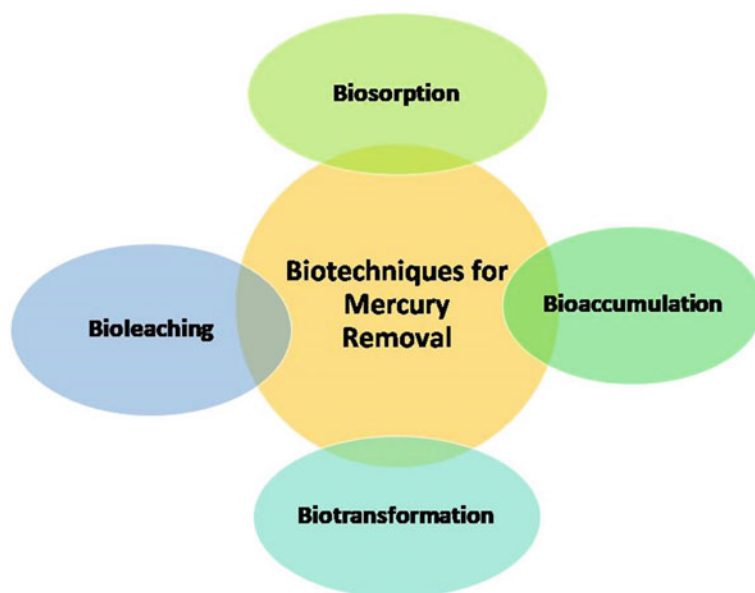 Biosorption
Biotechniques for
Mercury
Removal
Bioaccumulation
Bioleaching
Biotransformation